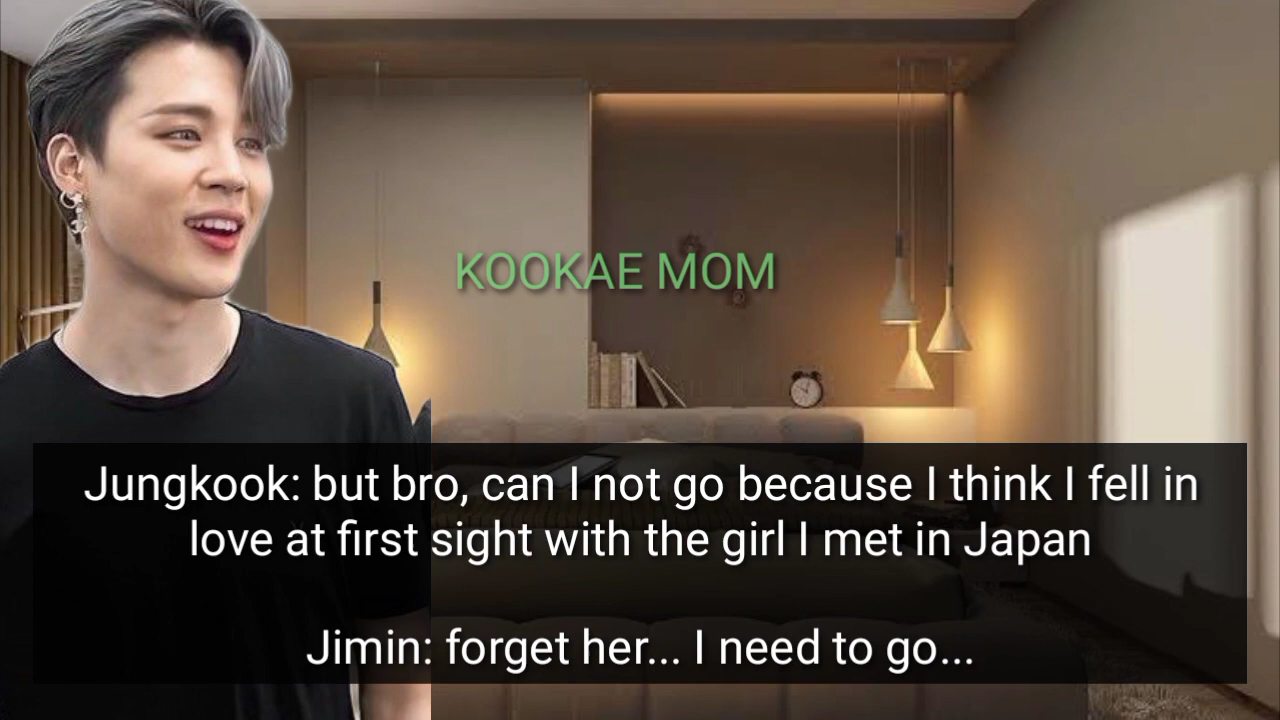 KOOKAE MOM
Jungkook: but bro, can I not go because I think I fell in
love at first sight with the girl I met in Japan
Jimin: forget her... I need to go...